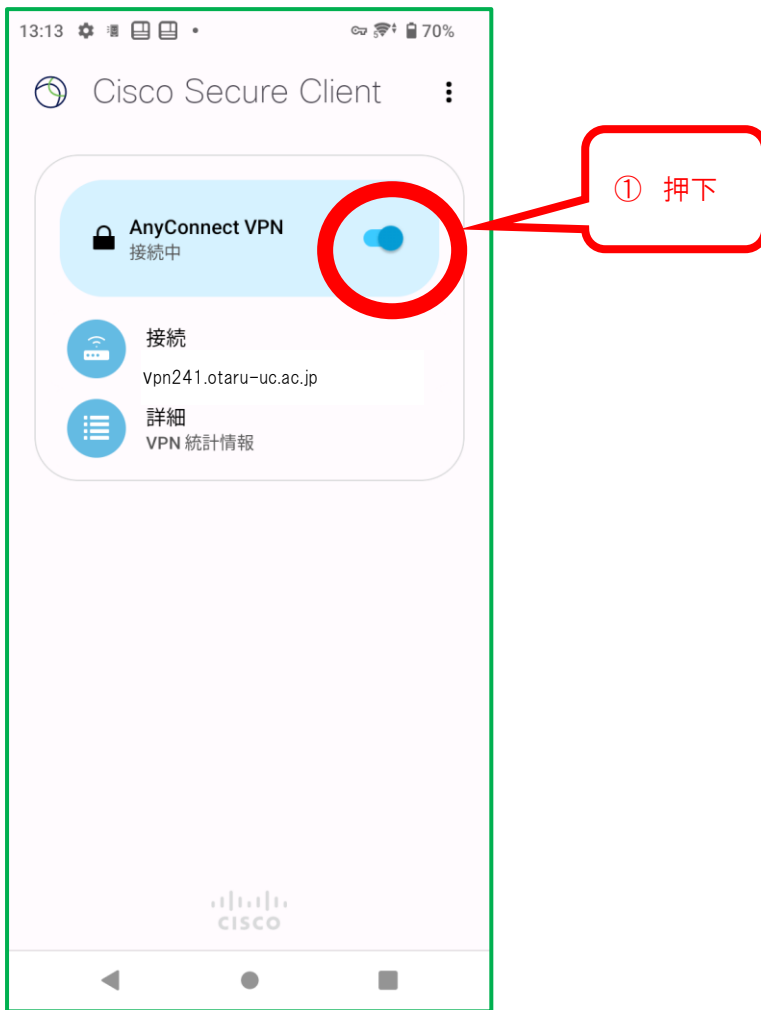 13:13
70%
Cisco Secure Client
AnyConnect VPN
接続中
① 押下
接続
vpn241.otaru-uc.ac.jp
詳細
VPN 統計情報
CISCO